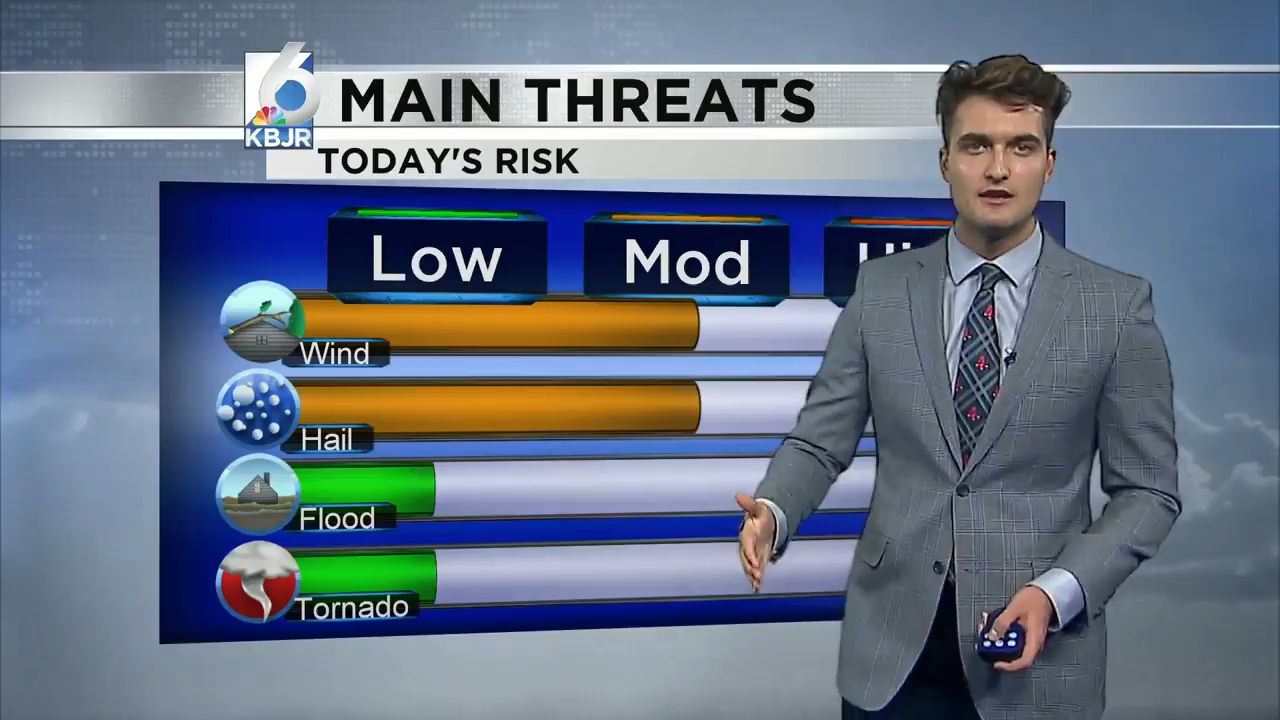 6
KBJR
MAIN THREATS
TODAY'S RISK
Low
Mod
Wind
Hail
Flood
Tornado